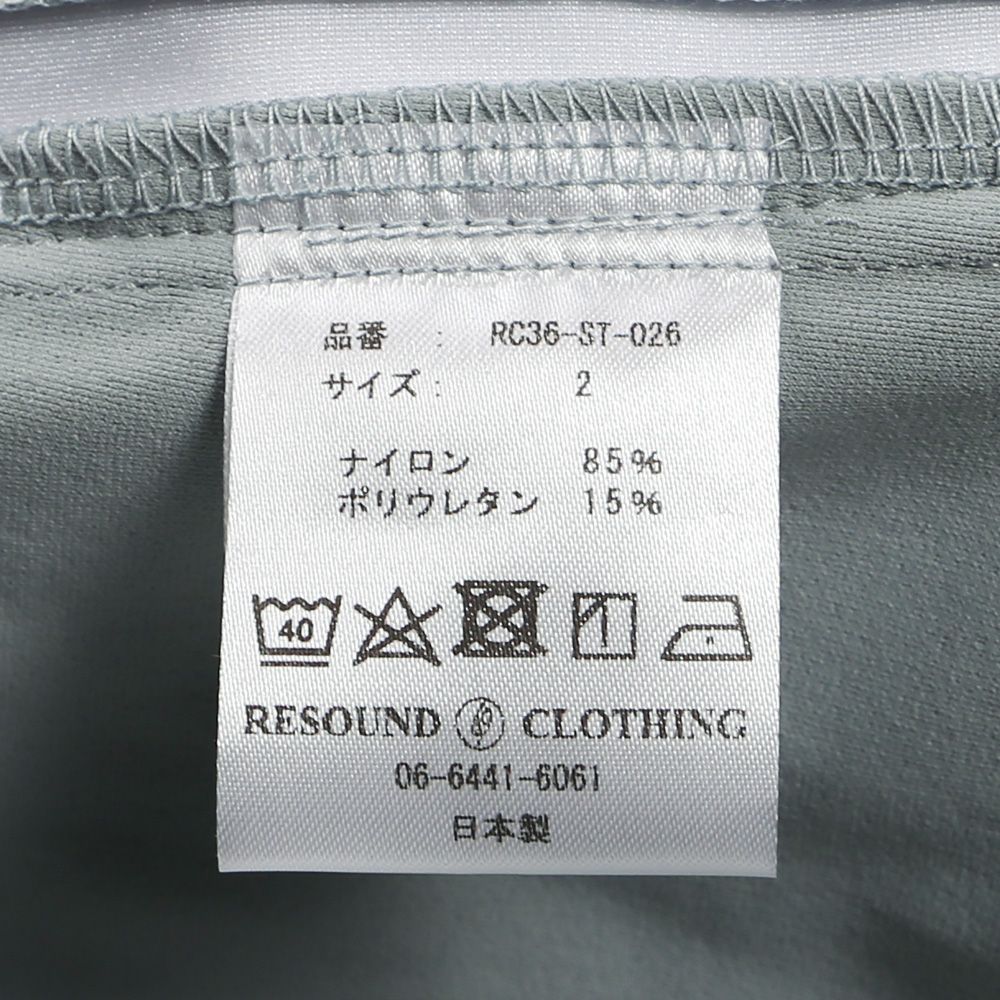 品番 : RC36-ST-026
サイズ: 2
ナイロン 85%
ポリウレタン 15%
40
RESOUND CLOTHING
06-6441-6061
日本製